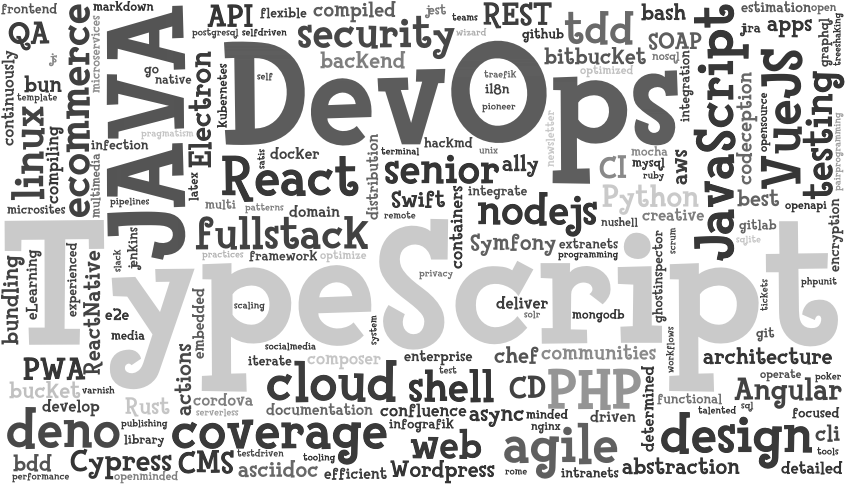 frontend
markdown
API
flexible
compiled
jest
teams
REST
bash
estimation
open
QA
js
postgresql
selfdriven
security
wizard
github
tdd
SOAP
jira
apps
graphql
treeshaking
continuously
ecommerce
microservices
JAVA
go
native
backend
bitbucket
optimized
nosql
bun
template
Electron
kubernetes
self
DevOps
traefik
i18n
pioneer
integration
JavaScript
codeception
opensource
VueJS
testing
pairprogramming
linux
compiling
infection
pragmatism
hackmd
unix
newsletter
mocha
mysql
ruby
aws
multimedia
latex
satis
docker
distribution
terminal
senior
ally
CI
React
Swift
integrate
Python
best
openapi
microsites
pipelines
multi
patterns
domain
remote
containers
nodejs
nushell
creative
gitlab
sqlite
encryption
fullstack
Symfony
extranets
programming
scrum
slack
jenkins
practices
framework
optimize
privacy
TypeScript
bundling
eLearning
experienced
ReactNative
ghostinspector
phpunit
tickets
e2e
media
embedded
scaling
system
deliver
solr
mongodb
workflows
git
socialmedia
PWA
actions
iterate
composer
enterprise
test
chef
communities
architecture
bucket
varnish
cloud
shell
CD
PHP
determined
operate
poker
Angular
develop
Rust
cordova
serverless
documentation
confluence
async
minded
driven
functional
talented
sql
focused
deno
publishing
library
coverage
infografik
nginx
design
cli
tools
web
agile
bdd
performance
Cypress
openminded
CMS
testdriven
tooling
asciidoc
efficient
Wordpress
rome
intranets
abstraction
detailed